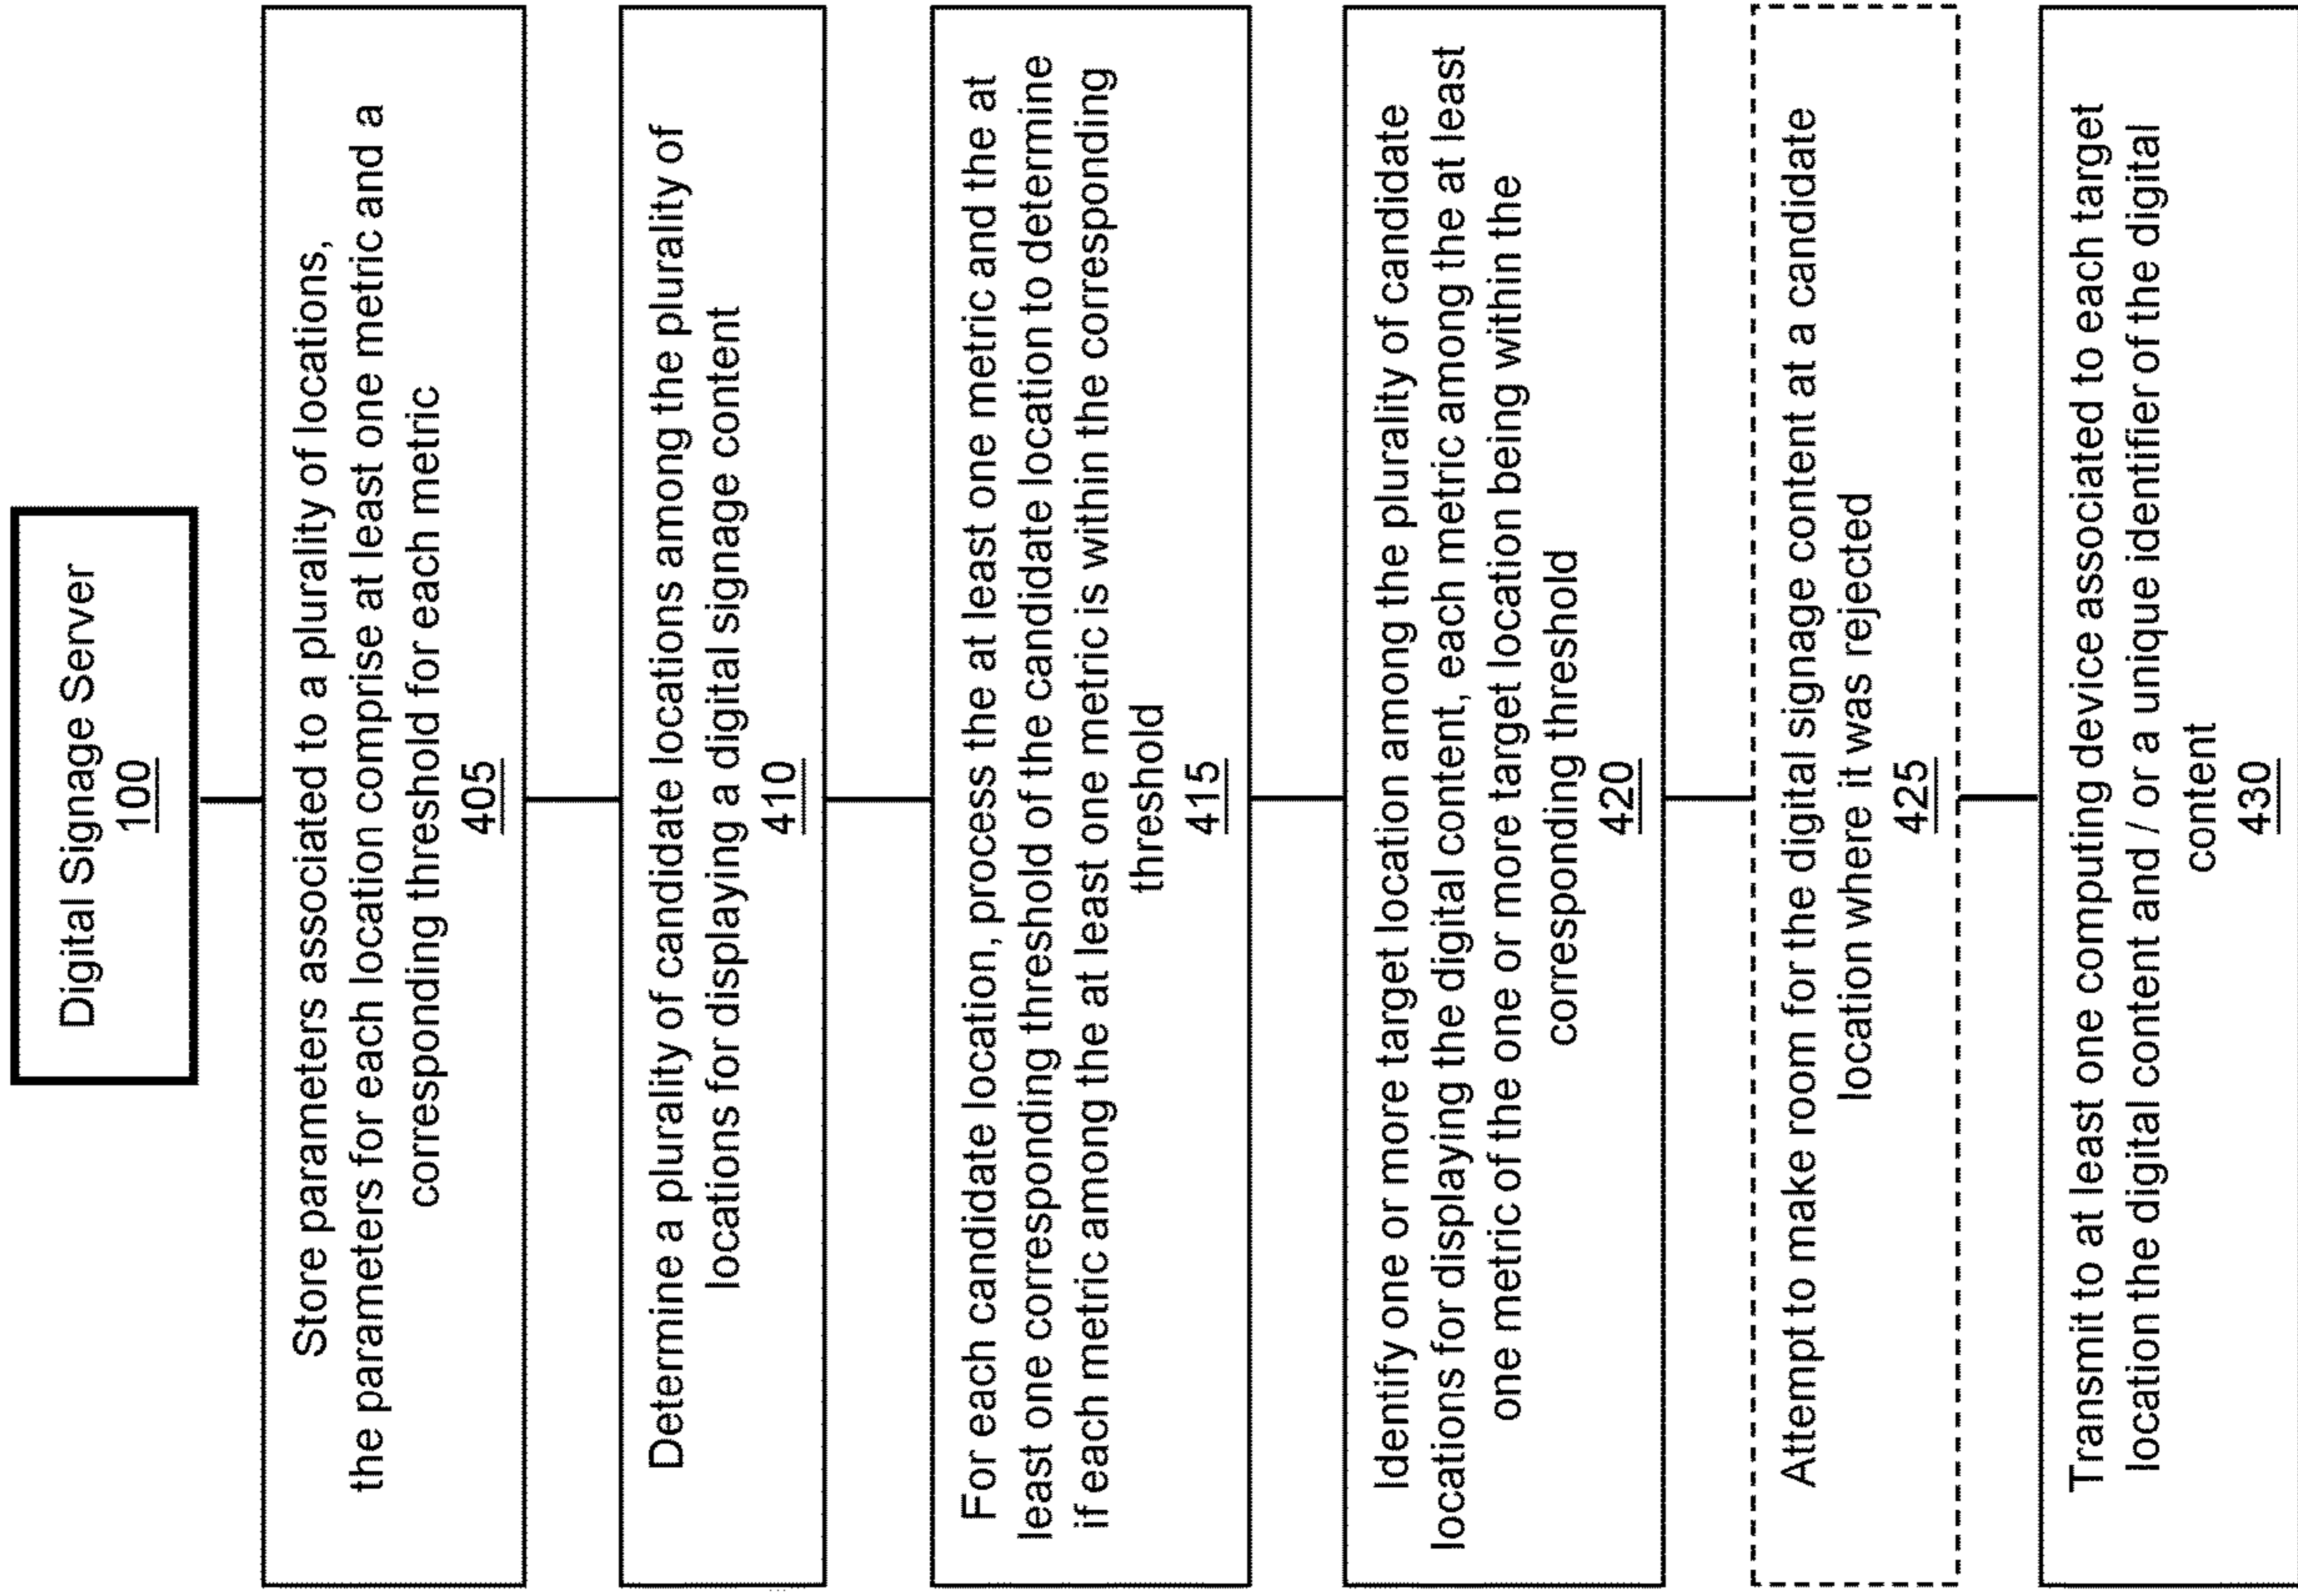 Digital Signage Server
100
Store parameters associated to a plurality of locations,
the parameters for each location comprise at least one metric and a
corresponding threshold for each metric
405
Determine a plurality of candidate locations among the plurality of
locations for displaying a digital signage content
410
For each candidate location, process the at least one metric and the at
least one corresponding threshold of the candidate location to determine
if each metric among the at least one metric is within the corresponding
threshold
415
Identify one or more target location among the plurality of candidate
locations for displaying the digital content, each metric among the at least
one metric of the one or more target location being within the
corresponding threshold
420
Attempt to make room for the digital signage content at a candidate
location where it was rejected
425
Transmit to at least one computing device associated to each target
location the digital content and / or a unique identifier of the digital
content
430